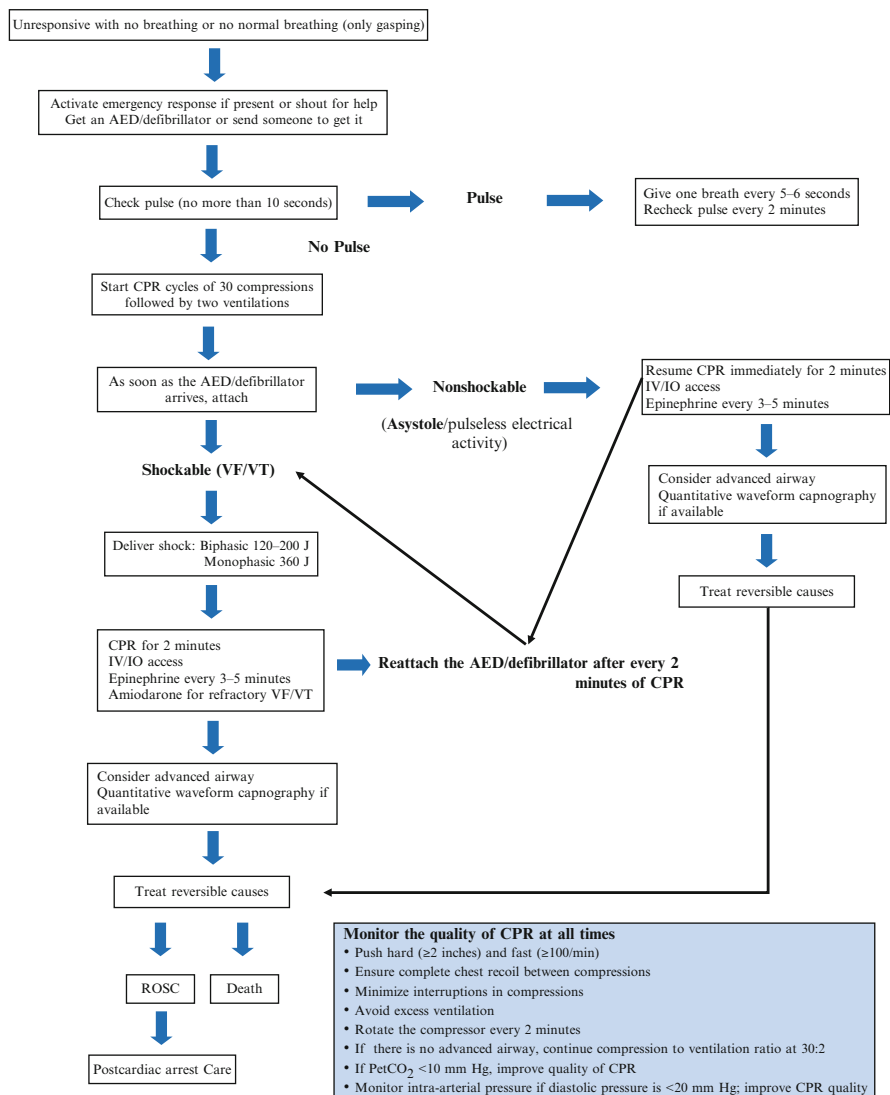 Unresponsive with no breathing or no normal breathing (only gasping)
Activate emergency response if present or shout for help
Get an AED/defibrillator or send someone to get it
Check pulse (no more than 10 seconds)
Pulse
Give one breath every 5–6 seconds
Recheck pulse every 2 minutes
No Pulse
Start CPR cycles of 30 compressions
followed by two ventilations
As soon as the AED/defibrillator
arrives, attach
Nonshockable
(Asystole/pulseless electrical
activity)
Resume CPR immediately for 2 minutes
IV/IO access
Epinephrine every 3–5 minutes
Shockable (VF/VT)
Consider advanced airway
Quantitative waveform capnography
if available
Deliver shock: Biphasic 120–200 J
Monophasic 360 J
Treat reversible causes
CPR for 2 minutes
IV/IO access
Epinephrine every 3–5 minutes
Amiodarone for refractory VF/VT
Reattach the AED/defibrillator after every 2
minutes of CPR
Consider advanced airway
Quantitative waveform capnography if
available
Treat reversible causes
ROSC
Death
Postcardiac arrest Care
Monitor the quality of CPR at all times
• Push hard (≥2 inches) and fast (≥100/min)
• Ensure complete chest recoil between compressions
• Minimize interruptions in compressions
• Avoid excess ventilation
• Rotate the compressor every 2 minutes
• If there is no advanced airway, continue compression to ventilation ratio at 30:2
• If PetCO2 <10 mm Hg, improve quality of CPR
• Monitor intra-arterial pressure if diastolic pressure is <20 mm Hg; improve CPR quality